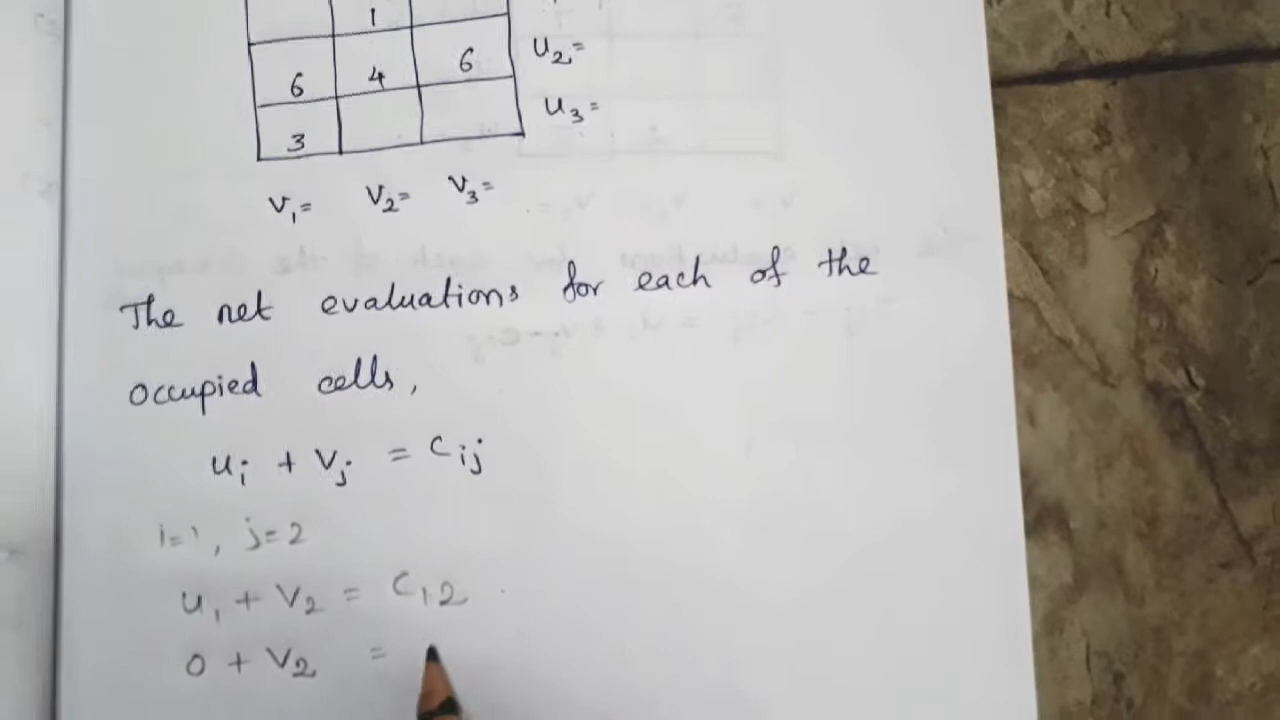 1
6 4 6 u2=
3 u3=
v1= v2= v3=
The net evaluations for each of the
occupied cells,
ui + vj = cij
i=1, j=2
u1 + v2 = c12
0 + v2 =